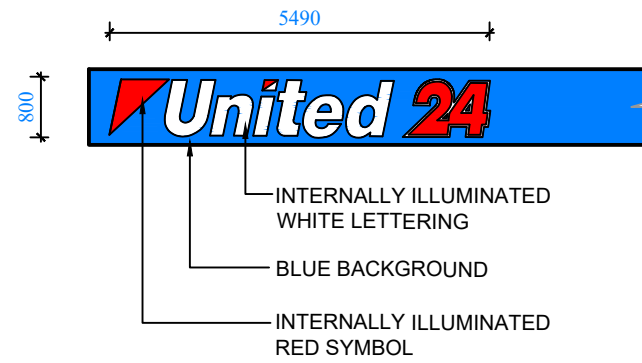 5490
800
United 24
INTERNALLY ILLUMINATED
WHITE LETTERING
BLUE BACKGROUND
INTERNALLY ILLUMINATED
RED SYMBOL